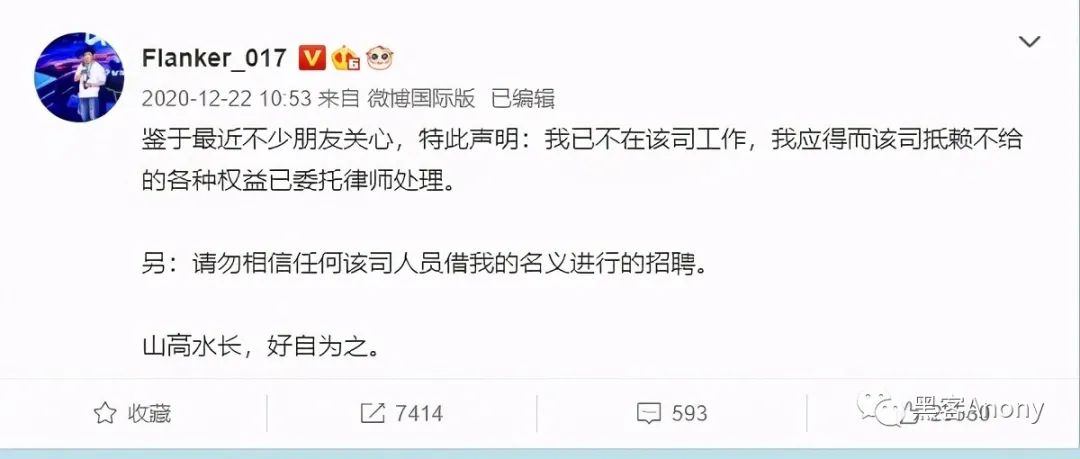 Flanker_017
2020-12-22 10:53 来自 微博国际版 已编辑
鉴于最近不少朋友关心，特此声明：我已不在该司工作，我应得而该司抵赖不给
的各种权益已委托律师处理。
另：请勿相信任何该司人员借我的名义进行的招聘。
山高水长，好自为之。
收藏
7414
593
黑客Anony